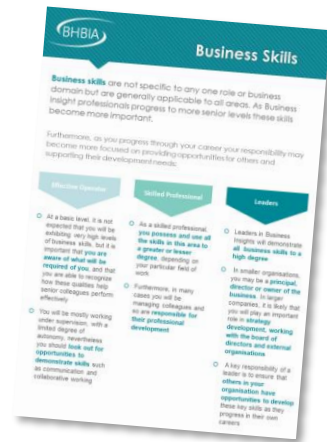 BHBIA
Business Skills
Business skills are not specific to any one role or business
domain but are generally applicable to all areas. As Business
Insight professionals progress to more senior levels these skills
become more important.
Furthermore, as you progress through your career your responsibility may
become more focused on providing opportunities for others and
supporting their development needs:
Effective Operator
Skilled Professional
Leaders
At a basic level, it is not
expected that you will be
exhibiting very high levels
of business skills, but it is
important that you are
aware of what will be
required of you, and that
you are able to recognize
how these qualities help
senior colleagues perform
effectively
You will be mostly working
under supervision, with a
limited degree of
autonomy, nevertheless
you should look out for
opportunities to
demonstrate skills such
as communication and
collaborative working
As a skilled professional,
you possess and use all
the skills in this area to
a greater or lesser
degree, depending on
your particular field of
work.
Furthermore, in many
cases you will be
managing colleagues and
so are responsible for
their professional
development
Leaders in Business
Insights will demonstrate
all business skills to a
high degree
In smaller organisations,
you may be a principal,
director or owner of the
business. In larger
companies, it is likely that
you will play an important
role in strategy
development, working
with the board of
directors and external
organisations
A key responsibility of a
leader is to ensure that
others in your
organisation have
opportunities to develop
these key skills as they
progress in their own
careers